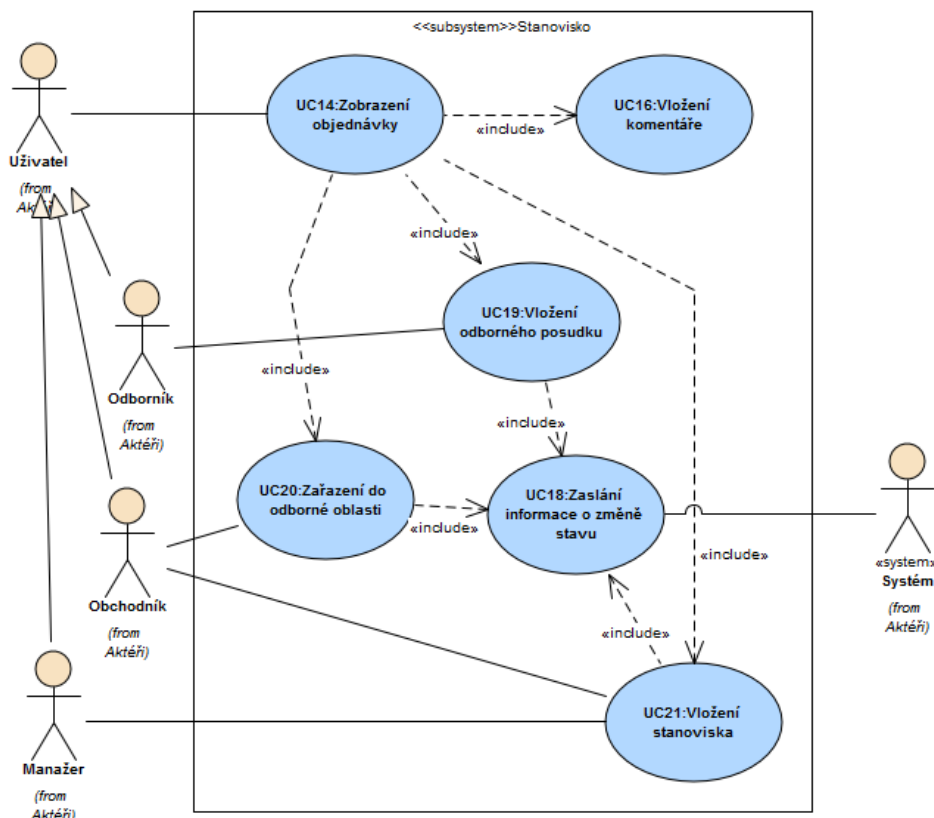 <<subsystem>>Stanovisko
UC14:Zobrazení
objednávky
«include»
UC16:Vložení
komentáře
Uživatel
(from
Aktéři)
«include»
UC19:Vložení
odborného posudku
«include»
Odborník
(from
Aktéři)
«include»
UC20:Zařazení do
odborné oblasti
«include»
UC18:Zaslání
informace o změně
stavu
«include»
«system»
Systém
(from
Aktéři)
Obchodník
(from
Aktéři)
«include»
UC21:Vložení
stanoviska
Manažer
(from
Aktéři)